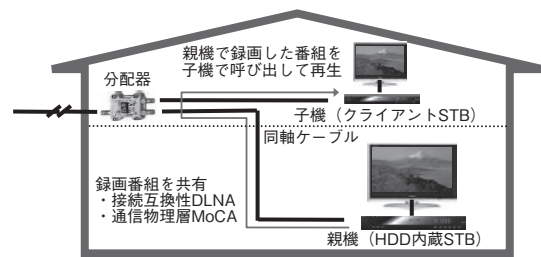 親機で録画した番組を
子機で呼び出して再生
分配器
子機（クライアントSTB）
同軸ケーブル
録画番組を共有
・接続互換性DLNA
・通信物理層MoCA
親機（HDD内蔵STB）